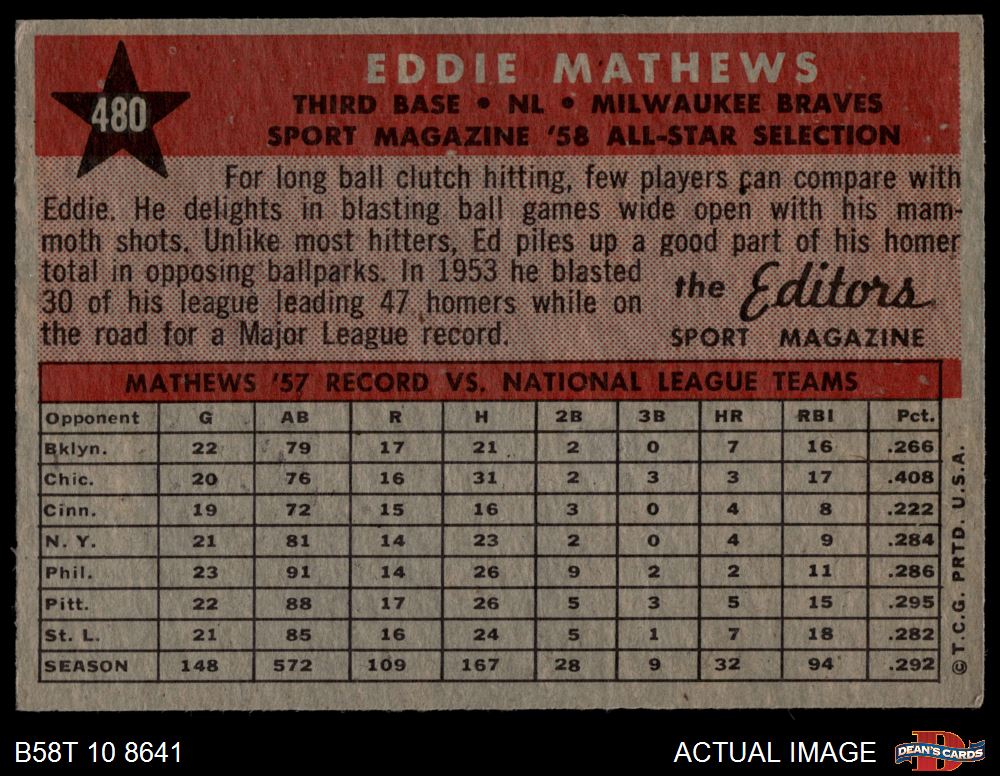 480
EDDIE MATHEWS
THIRD BASE • NL • MILWAUKEE BRAVES
SPORT MAGAZINE '58 ALL-STAR SELECTION
For long ball clutch hitting, few players can compare with
Eddie. He delights in blasting ball games wide open with his mam-
moth shots. Unlike most hitters, Ed piles up a good part of his homer
total in opposing ballparks. In 1953 he blasted
30 of his league leading 47 homers while on
the road for a Major League record.
the Editors
SPORT MAGAZINE
MATHEWS '57 RECORD VS. NATIONAL LEAGUE TEAMS
Opponent G AB R H 2B 3B HR RBI Pct.
Bklyn. 22 79 17 21 2 0 7 16 .266
Chic. 20 76 16 31 2 3 3 17 .408
Cinn. 19 72 15 16 3 0 4 8 .222
N. Y. 21 81 14 23 2 0 4 9 .284
Phil. 23 91 14 26 9 2 2 11 .286
Pitt. 22 88 17 26 5 3 5 15 .295
St. L. 21 85 16 24 5 1 7 18 .282
SEASON 148 572 109 167 28 9 32 94 .292
© T.C.G. PRTD. U.S.A.
B58T 10 8641
ACTUAL IMAGE
DEAN'S CARDS